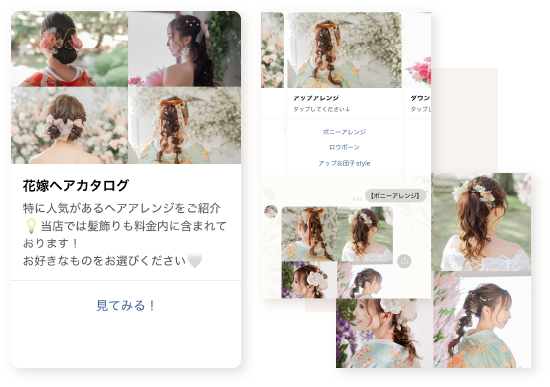 花嫁ヘアカタログ
特に人気があるヘアアレンジをご紹介
💡当店では髪飾りも料金内に含まれて
おります！
お好きなものをお選びください🤍
見てみる！
アップアレンジ
タップしてください↓
ポニーアレンジ
ロウポーン
アップお団子style
ダウン
タップし
【ポニーアレンジ】